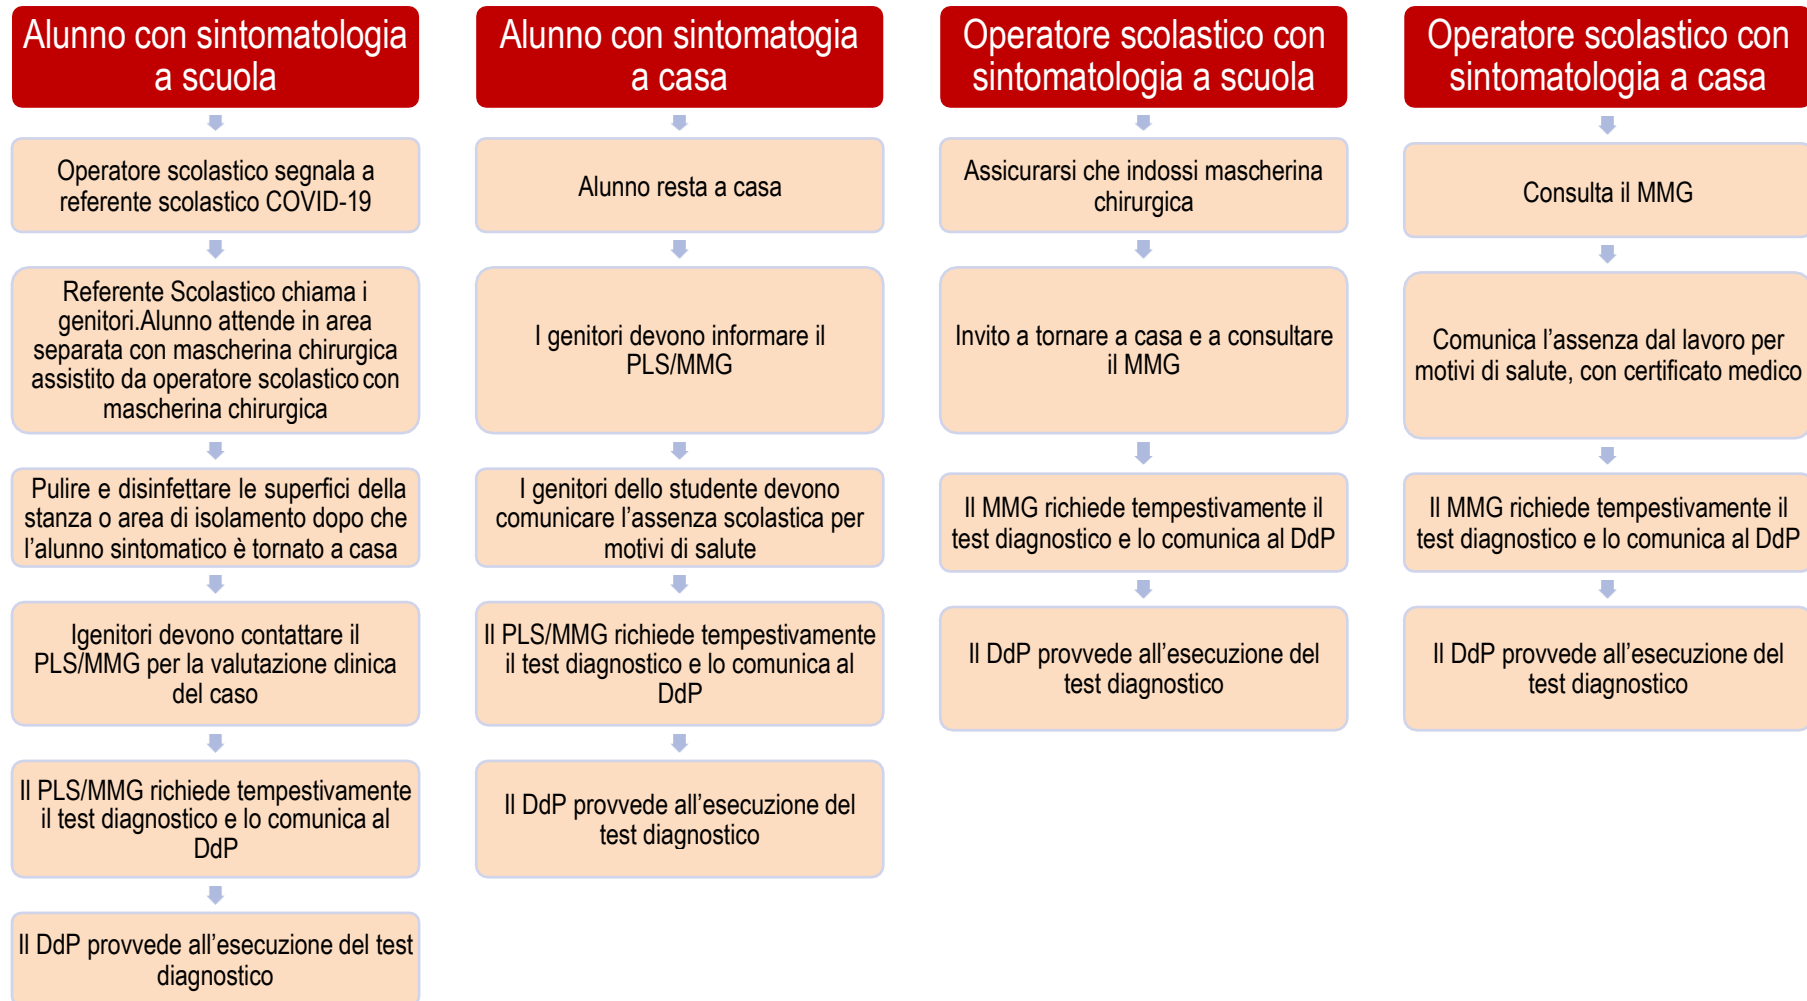 Alunno con sintomatologia
a scuola
Operatore scolastico segnala a
referente scolastico COVID-19
Referente Scolastico chiama i
genitori.Alunno attende in area
separata con mascherina chirurgica
assistito da operatore scolastico con
mascherina chirurgica
Pulire e disinfettare le superfici della
stanza o area di isolamento dopo che
l’alunno sintomatico è tornato a casa
Igenitori devono contattare il
PLS/MMG per la valutazione clinica
del caso
Il PLS/MMG richiede tempestivamente
il test diagnostico e lo comunica al
DdP
Il DdP provvede all’esecuzione del test
diagnostico
Alunno con sintomatogia
a casa
Alunno resta a casa
I genitori devono informare il
PLS/MMG
I genitori dello studente devono
comunicare l’assenza scolastica per
motivi di salute
Il PLS/MMG richiede tempestivamente
il test diagnostico e lo comunica al
DdP
Il DdP provvede all’esecuzione del
test diagnostico
Operatore scolastico con
sintomatologia a scuola
Assicurarsi che indossi mascherina
chirurgica
Invito a tornare a casa e a consultare
il MMG
Il MMG richiede tempestivamente il
test diagnostico e lo comunica al DdP
Il DdP provvede all’esecuzione del
test diagnostico
Operatore scolastico con
sintomatologia a casa
Consulta il MMG
Comunica l’assenza dal lavoro per
motivi di salute, con certificato medico
Il MMG richiede tempestivamente il
test diagnostico e lo comunica al DdP
Il DdP provvede all’esecuzione del
test diagnostico